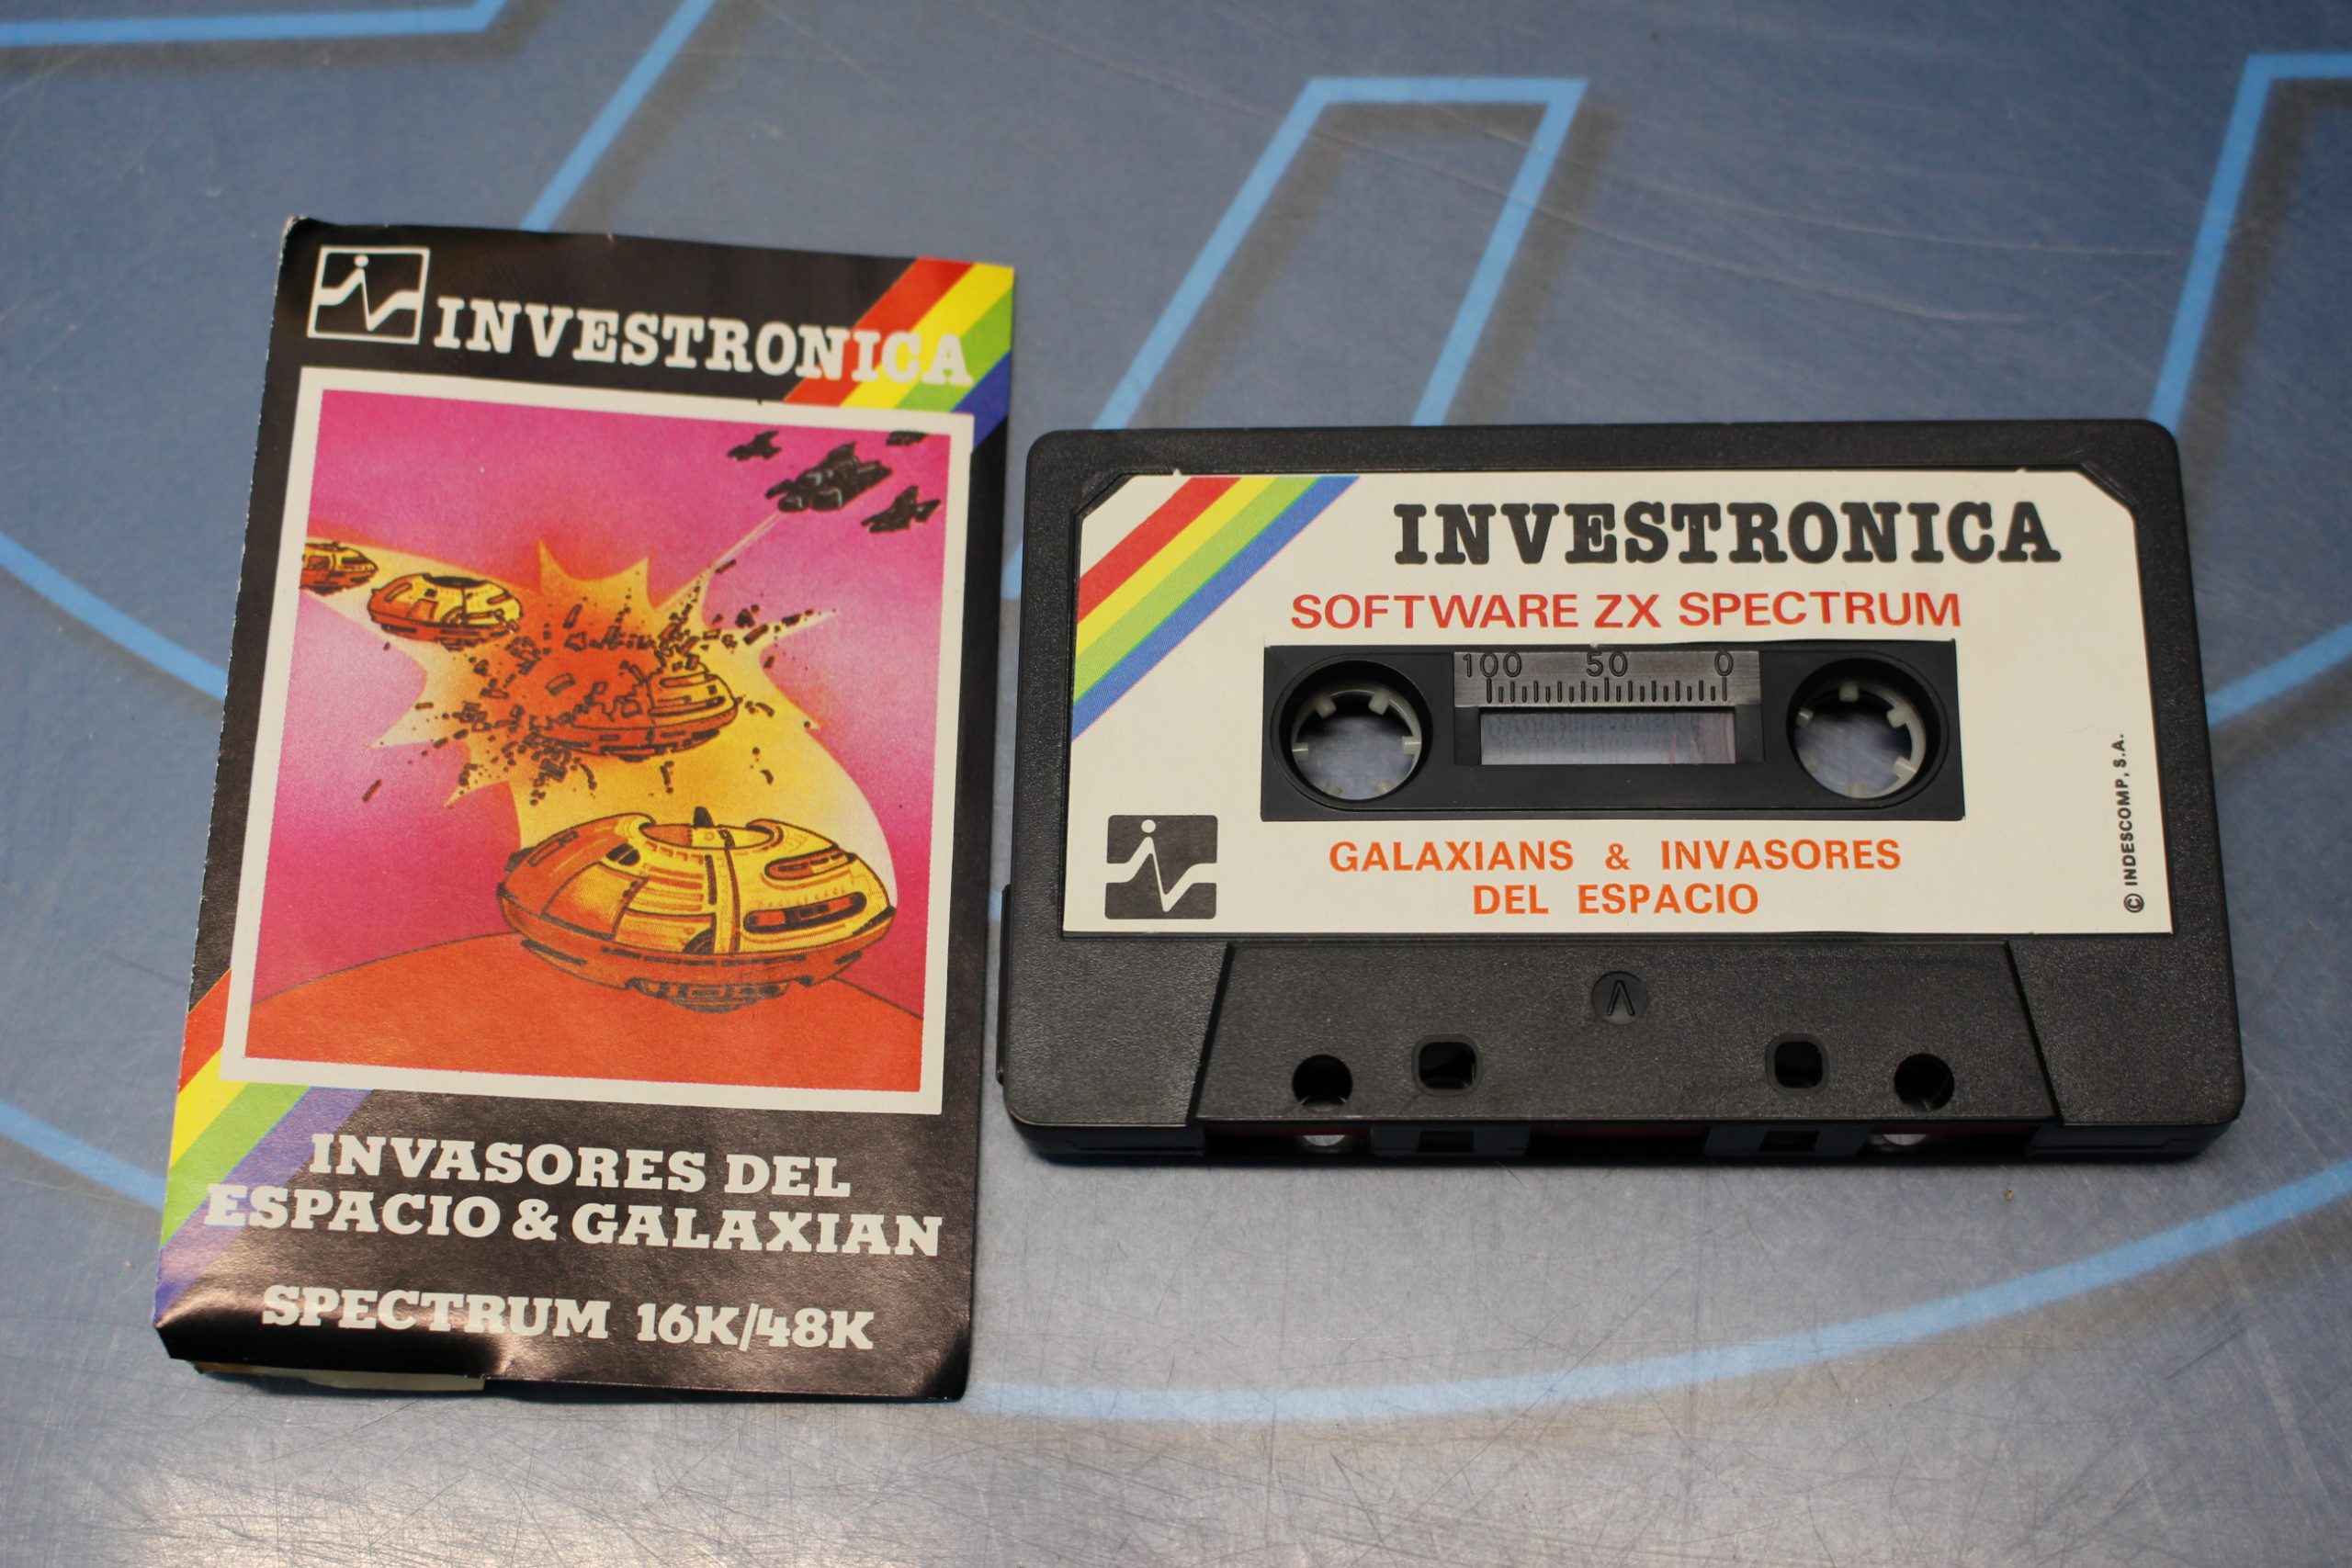 INVESTRONICA
INVASORES DEL
ESPACIO & GALAXIAN
SPECTRUM 16K/48K
INVESTRONICA
SOFTWARE ZX SPECTRUM
100 50 0
GALAXIANS & INVASORES
DEL ESPACIO
© INDESCOMP, S.A.
A